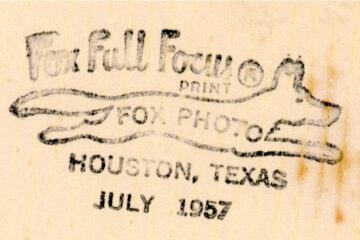 Fox Full Focus®
PRINT
FOX PHOTO
HOUSTON, TEXAS
JULY 1957